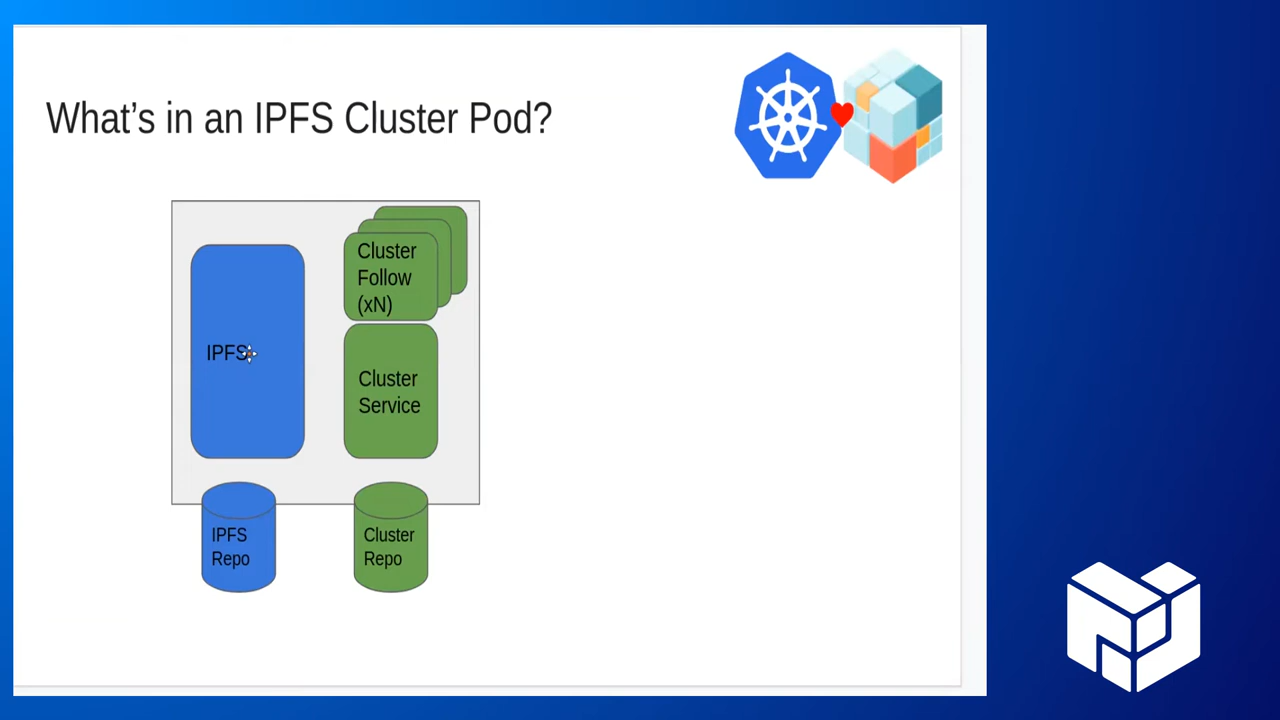 What's in an IPFS Cluster Pod?
Cluster
Follow
(xN)
IPFS
Cluster
Service
IPFS
Repo
Cluster
Repo